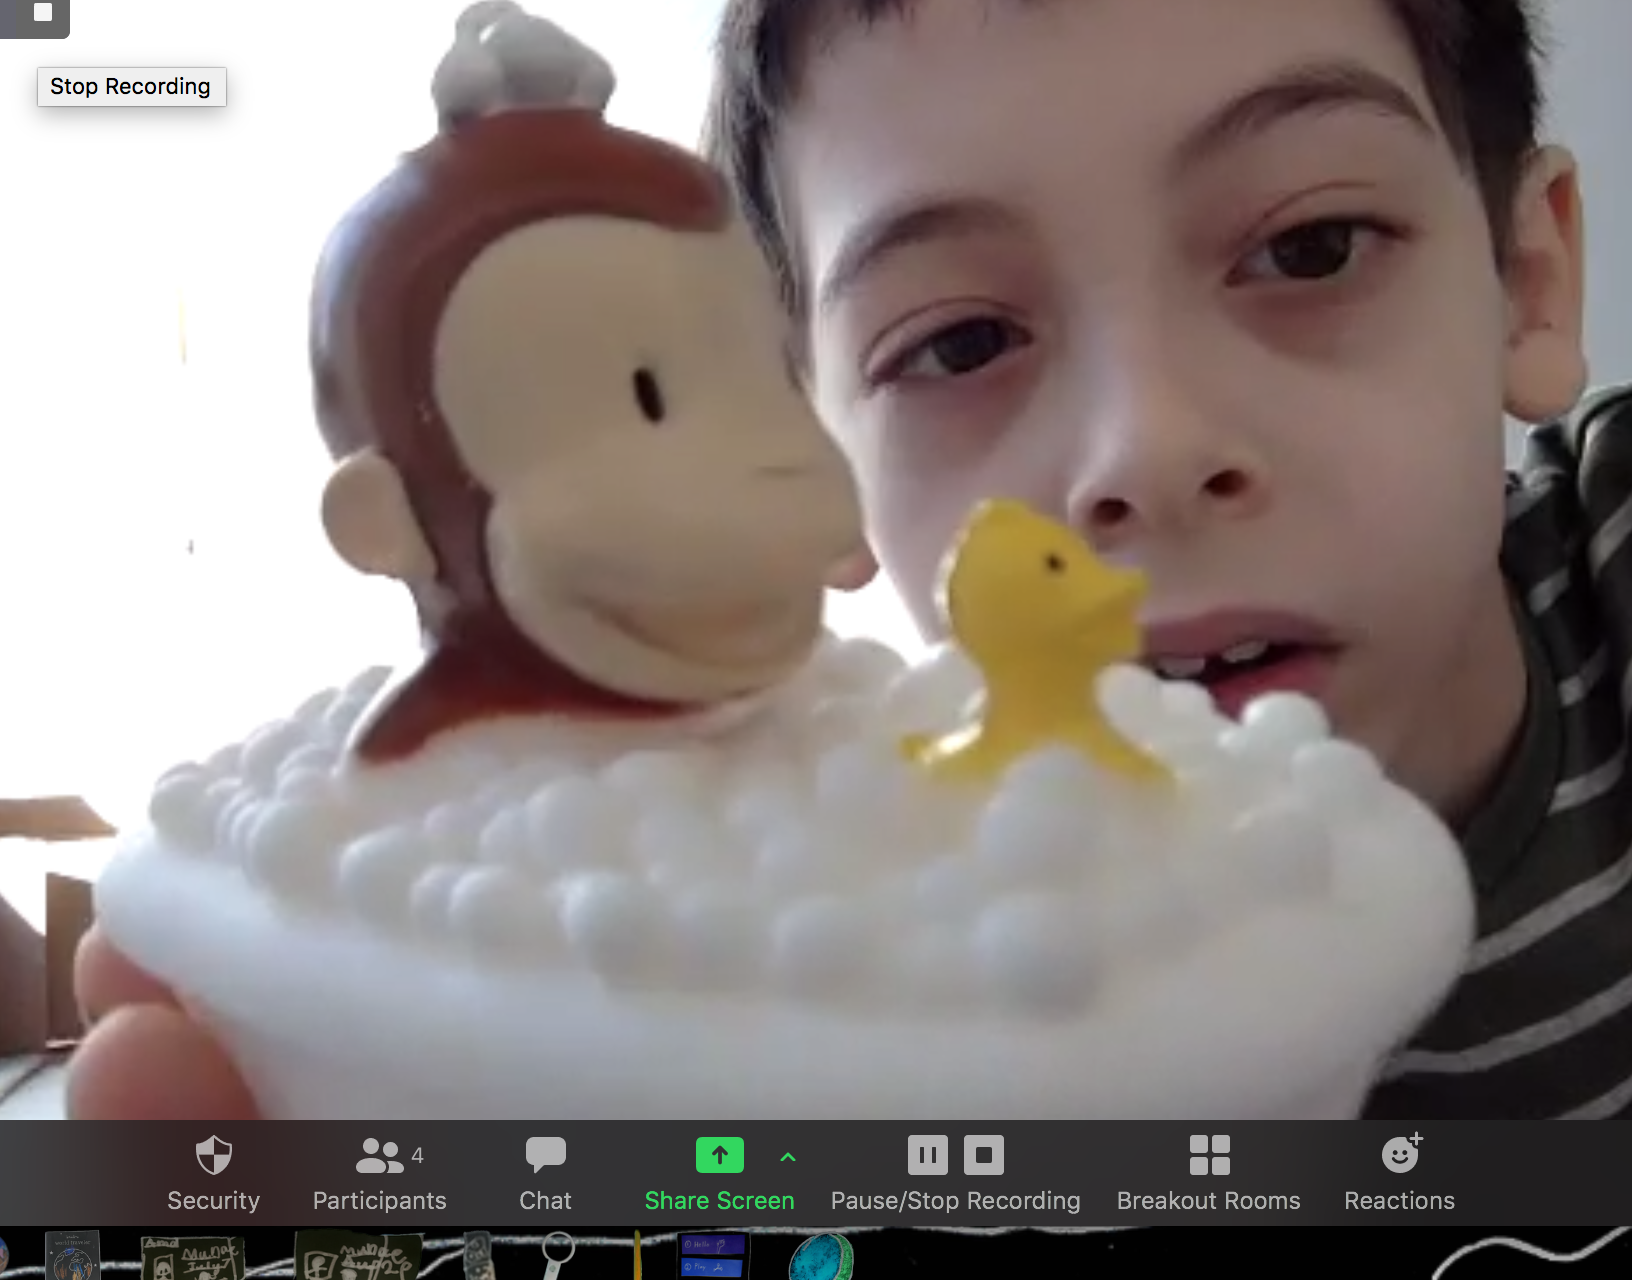 Stop Recording
4
Security
Participants
Chat
Share Screen
Pause/Stop Recording
Breakout Rooms
Reactions